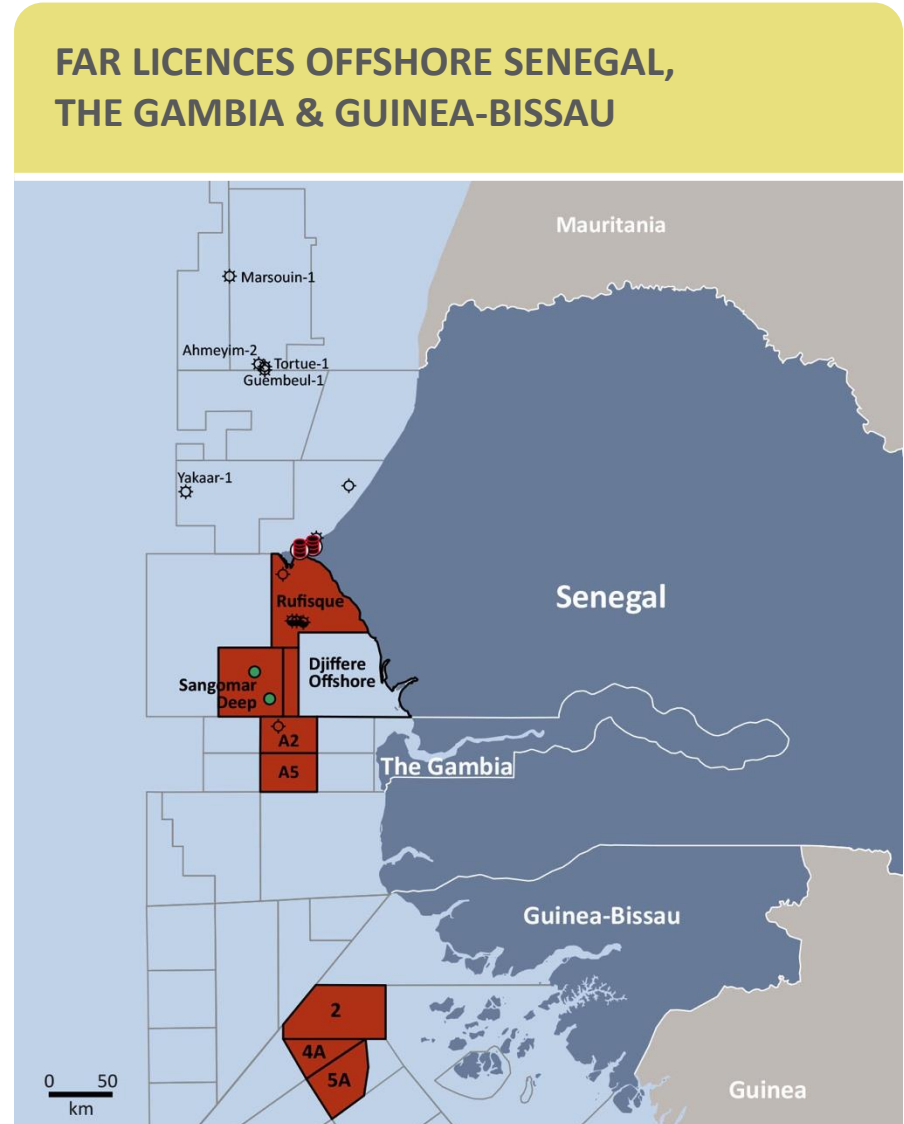 FAR LICENCES OFFSHORE SENEGAL,
THE GAMBIA & GUINEA-BISSAU
Mauritania
Marsouin-1
Ahmeyim-2
Tortue-1
Guembeul-1
Yakaar-1
Rufisque
Senegal
Djiffere
Offshore
Sangomar
Deep
A2
The Gambia
A5
Guinea-Bissau
2
4A
5A
0 50
km
Guinea